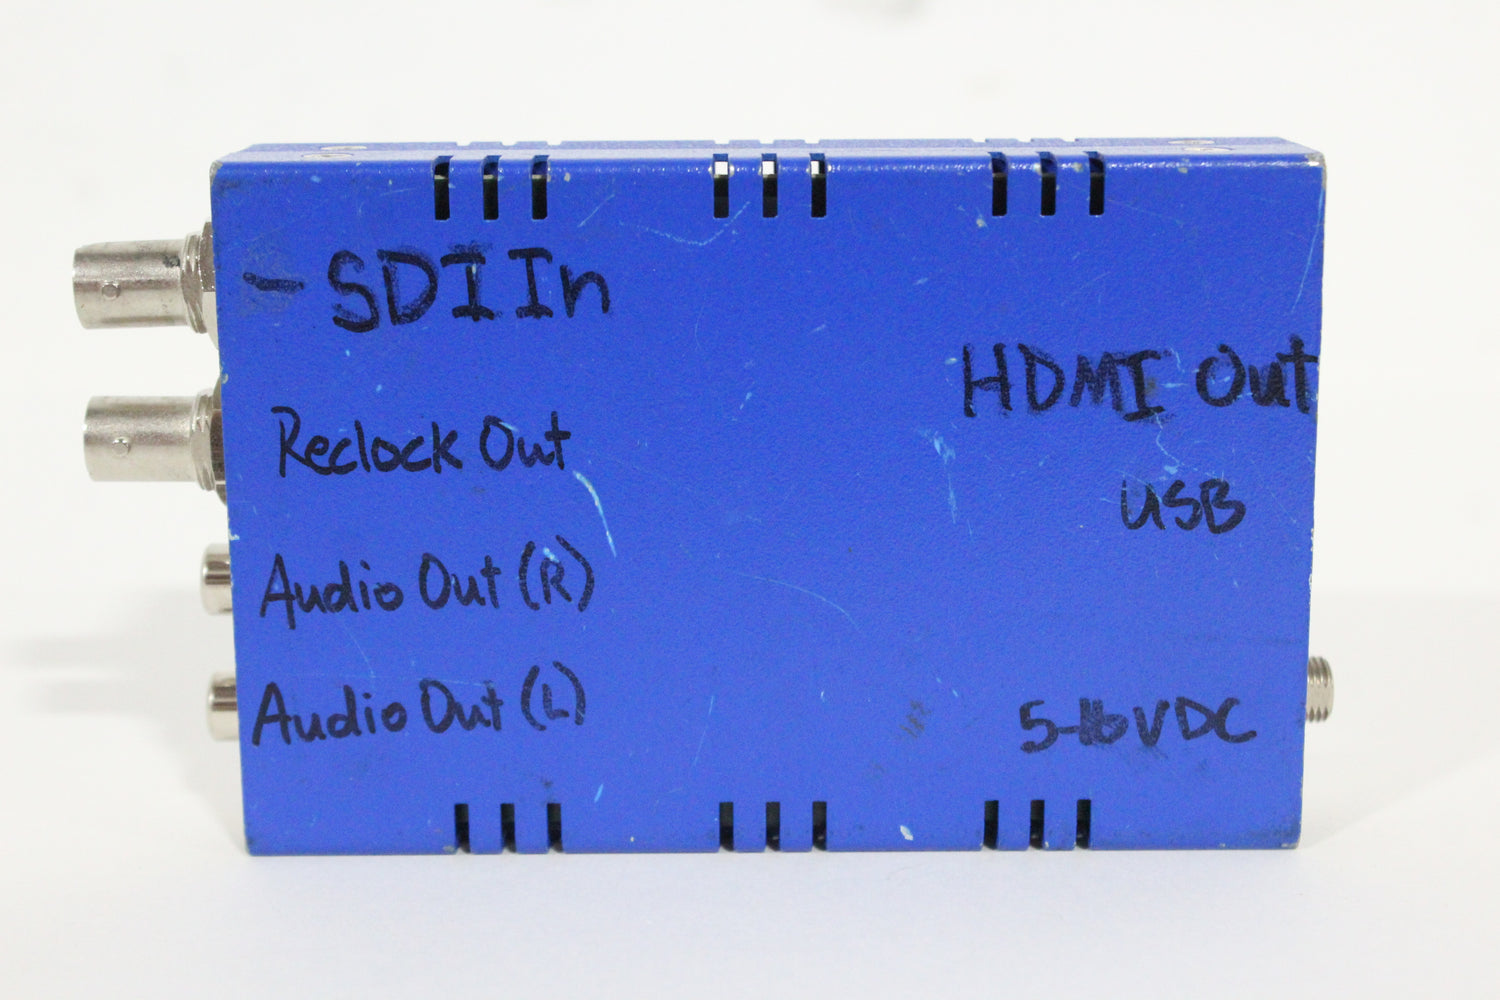 - SDI In
HDMI Out
Reclock Out
USB
Audio Out (R)
Audio Out (L)
5-16VDC